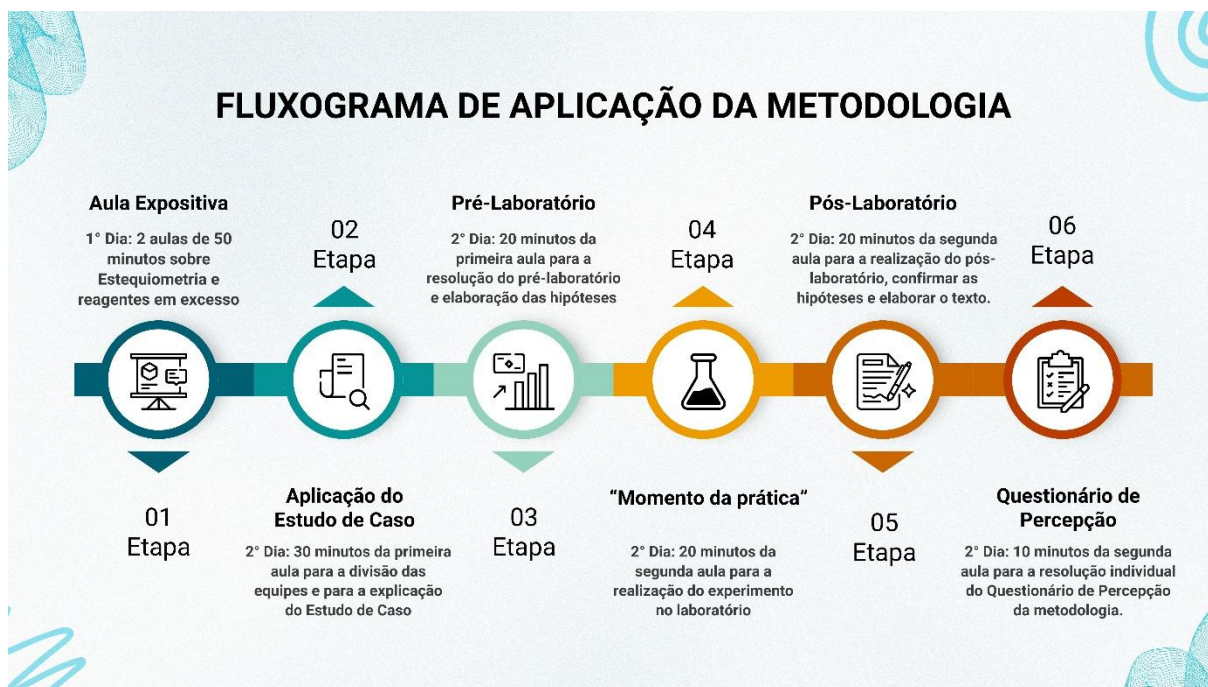 FLUXOGRAMA DE APLICAÇÃO DA METODOLOGIA
Aula Expositiva
1° Dia: 2 aulas de 50
minutos sobre
Estequiometria e
reagentes em excesso
01
Etapa
02
Etapa
Aplicação do
Estudo de Caso
2° Dia: 30 minutos da primeira
aula para a divisão das
equipes e para a explicação
do Estudo de Caso
Pré-Laboratório
2° Dia: 20 minutos da
primeira aula para a
resolução do pré-laboratório
e elaboração das hipóteses
03
Etapa
04
Etapa
“Momento da prática”
2° Dia: 20 minutos da
segunda aula para a
realização do experimento
no laboratório
Pós-Laboratório
2° Dia: 20 minutos da segunda
aula para a realização do pós-
laboratório, confirmar as
hipóteses e elaborar o texto.
05
Etapa
06
Etapa
Questionário de
Percepção
2° Dia: 10 minutos da segunda
aula para a resolução individual
do Questionário de Percepção
da metodologia.